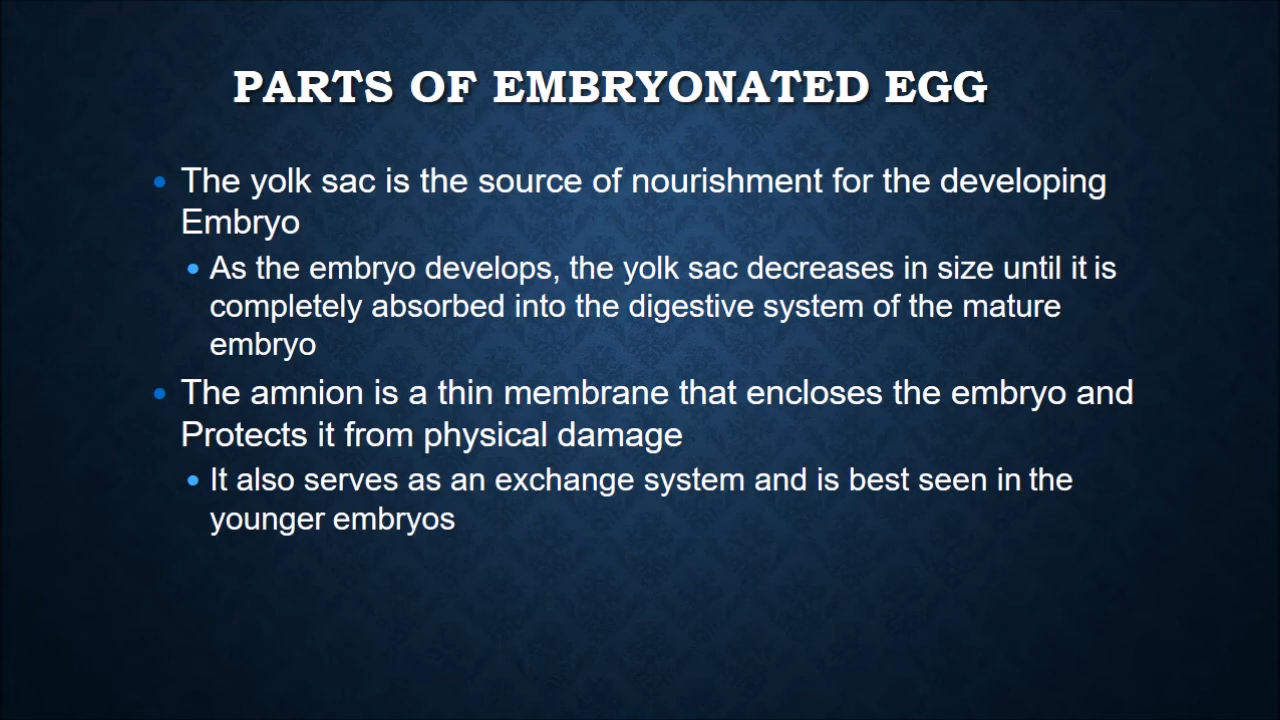 PARTS OF EMBRYONATED EGG
• The yolk sac is the source of nourishment for the developing
Embryo
• As the embryo develops, the yolk sac decreases in size until it is
completely absorbed into the digestive system of the mature
embryo
• The amnion is a thin membrane that encloses the embryo and
Protects it from physical damage
• It also serves as an exchange system and is best seen in the
younger embryos